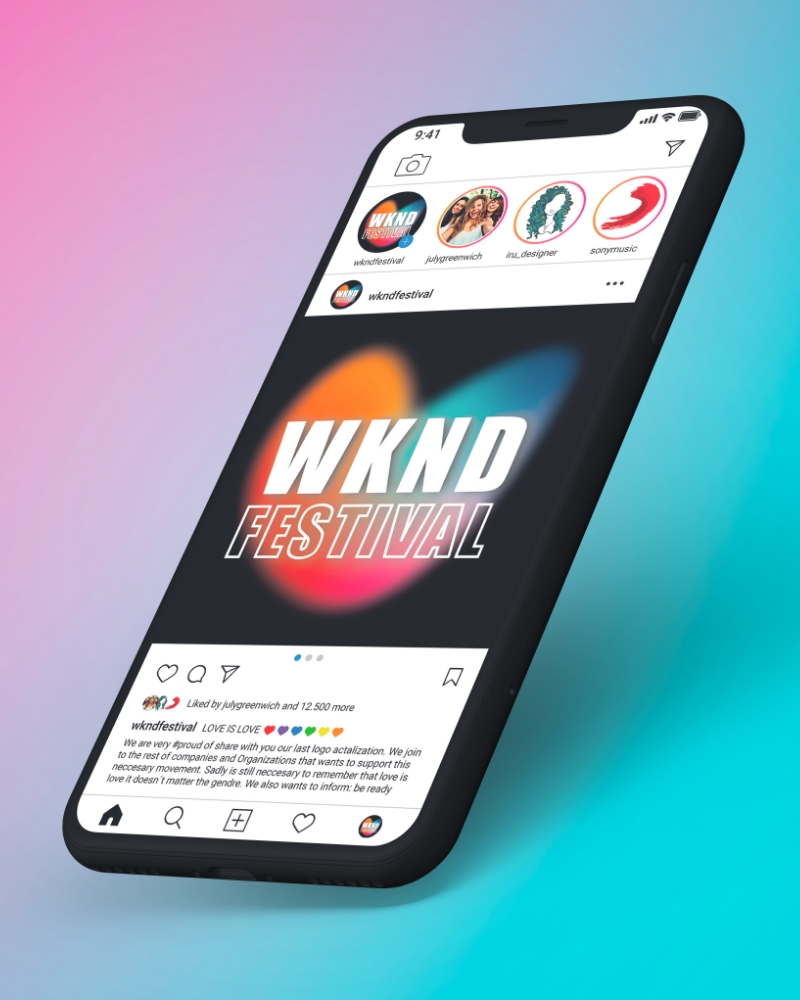 9:41
WKND
FESTIVAL
wkndfestival
julygreenwich
iru_designer
sonymusic
WKND
FESTIVAL
wkndfestival
WKND
FESTIVAL
Liked by julygreenwich and 12.500 more
wkndfestival LOVE IS LOVE
We are very #proud of share with you our last logo actalization. We join
to the rest of companies and Organizations that wants to support this
neccesary movement. Sadly is still neccesary to remember that love is
love it doesn´t matter the gendre. We also wants to inform: be ready
WKND